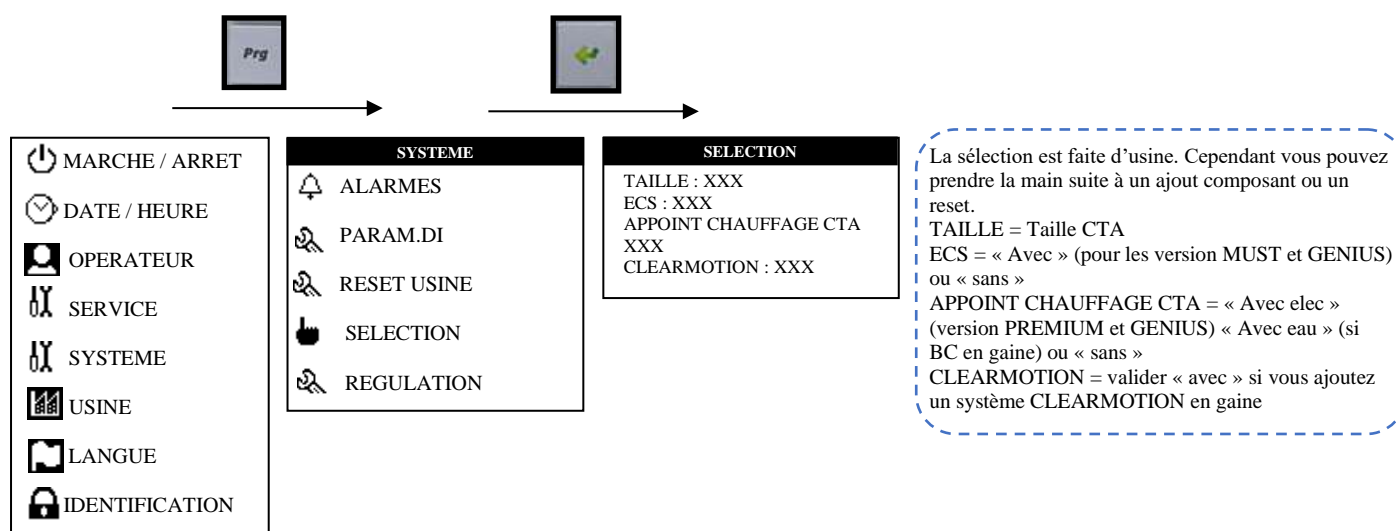 Prg
MARCHE / ARRET
DATE / HEURE
OPERATEUR
SERVICE
SYSTEME
USINE
LANGUE
IDENTIFICATION
SYSTEME
ALARMES
PARAM.DI
RESET USINE
SELECTION
REGULATION
SELECTION
TAILLE : XXX
ECS : XXX
APPOINT CHAUFFAGE CTA
XXX
CLEARMOTION : XXX
La sélection est faite d’usine. Cependant vous pouvez
prendre la main suite à un ajout composant ou un
reset.
TAILLE = Taille CTA
ECS = « Avec » (pour les version MUST et GENIUS)
ou « sans »
APPOINT CHAUFFAGE CTA = « Avec elec »
(version PREMIUM et GENIUS) « Avec eau » (si
BC en gaine) ou « sans »
CLEARMOTION = valider « avec » si vous ajoutez
un système CLEARMOTION en gaine